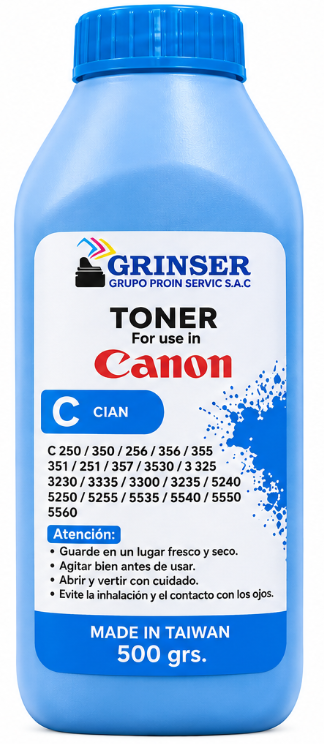 GRINSER
GRUPO PROIN SERVIC S.A.C
TONER
For use in
Canon
C CIAN
C 250 / 350 / 256 / 356 / 355
351 / 251 / 357 / 3530 / 3 325
3230 / 3335 / 3300 / 3235 / 5240
5250 / 5255 / 5535 / 5540 / 5550
5560
Atención:
• Guarde en un lugar fresco y seco.
• Agitar bien antes de usar.
• Abrir y vertir con cuidado.
• Evite la inhalación y el contacto con los ojos.
MADE IN TAIWAN
500 grs.